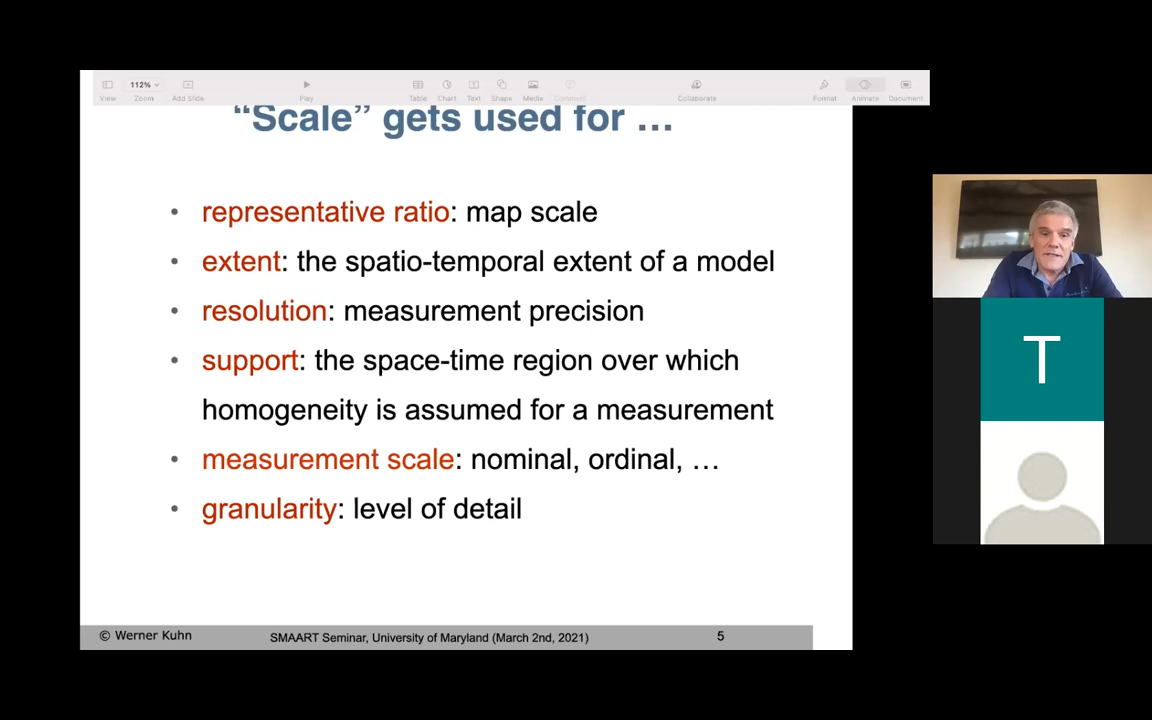 112%
View Zoom Add Slide Play Table Chart Text Shape Media Comment Collaborate Format Animate Document
“Scale” gets used for …
• representative ratio: map scale
• extent: the spatio-temporal extent of a model
• resolution: measurement precision
• support: the space-time region over which
homogeneity is assumed for a measurement
• measurement scale: nominal, ordinal, …
• granularity: level of detail
© Werner Kuhn SMAART Seminar, University of Maryland (March 2nd, 2021) 5
T